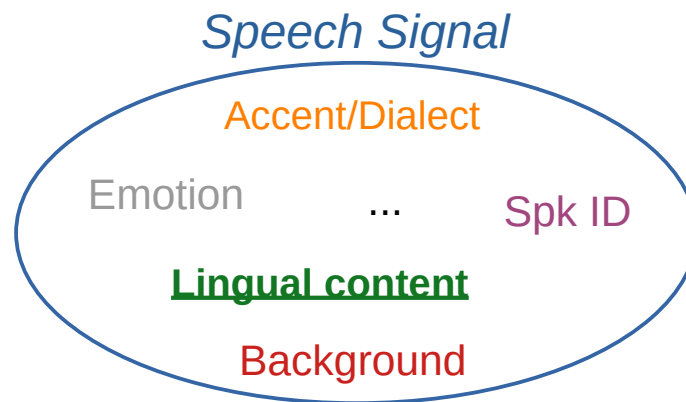 Speech Signal
Accent/Dialect
Emotion
...
Spk ID
Lingual content
Background